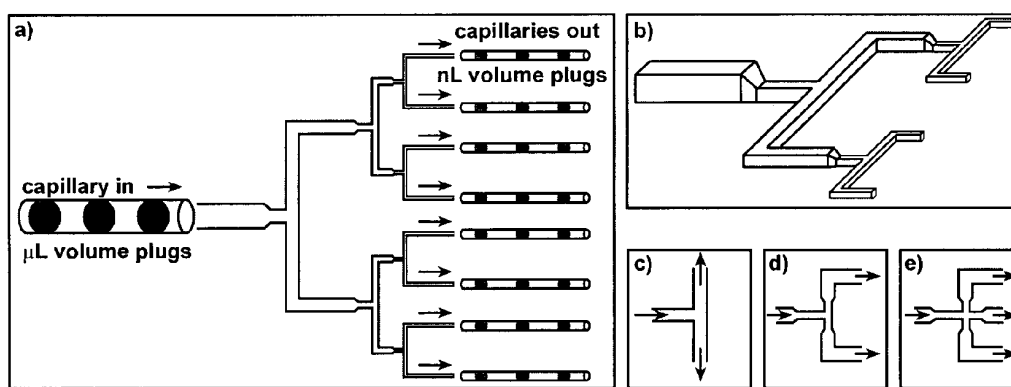 a)
capillaries out
nL volume plugs
capillary in
μL volume plugs
b)
c)
d)
e)